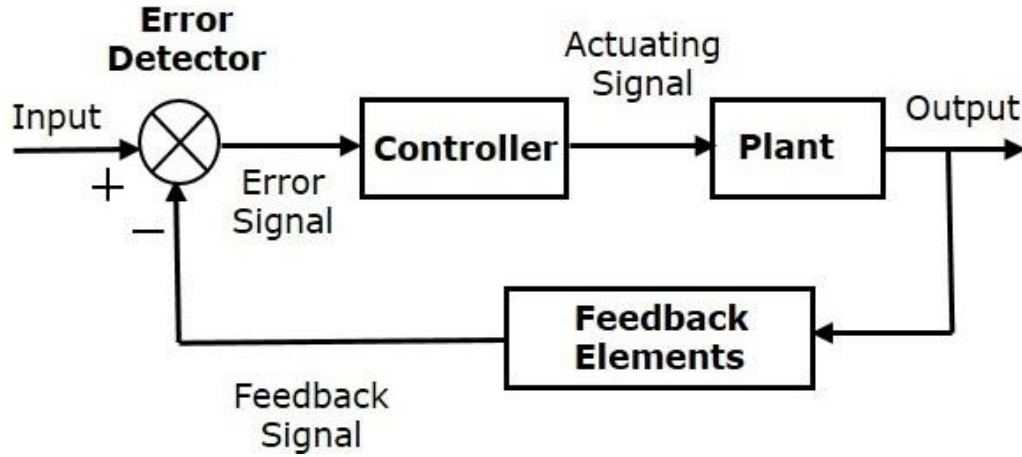 Error
Detector
Input
+
−
Error
Signal
Controller
Actuating
Signal
Plant
Output
Feedback
Elements
Feedback
Signal